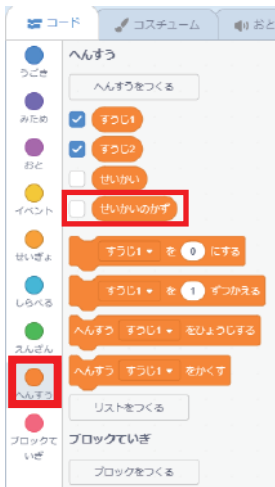 コード
コスチューム
おと
うごき
みため
おと
イベント
せいぎょ
しらべる
えんざん
へんすう
ブロックて
いぎ
へんすう
へんすうをつくる
すうじ1
すうじ2
せいかい
せいかいのかず
すうじ1 を 0 にする
すうじ1 を 1 ずつかえる
へんすう すうじ1 をひょうじする
へんすう すうじ1 をかくす
リストをつくる
ブロックていぎ
ブロックをつくる